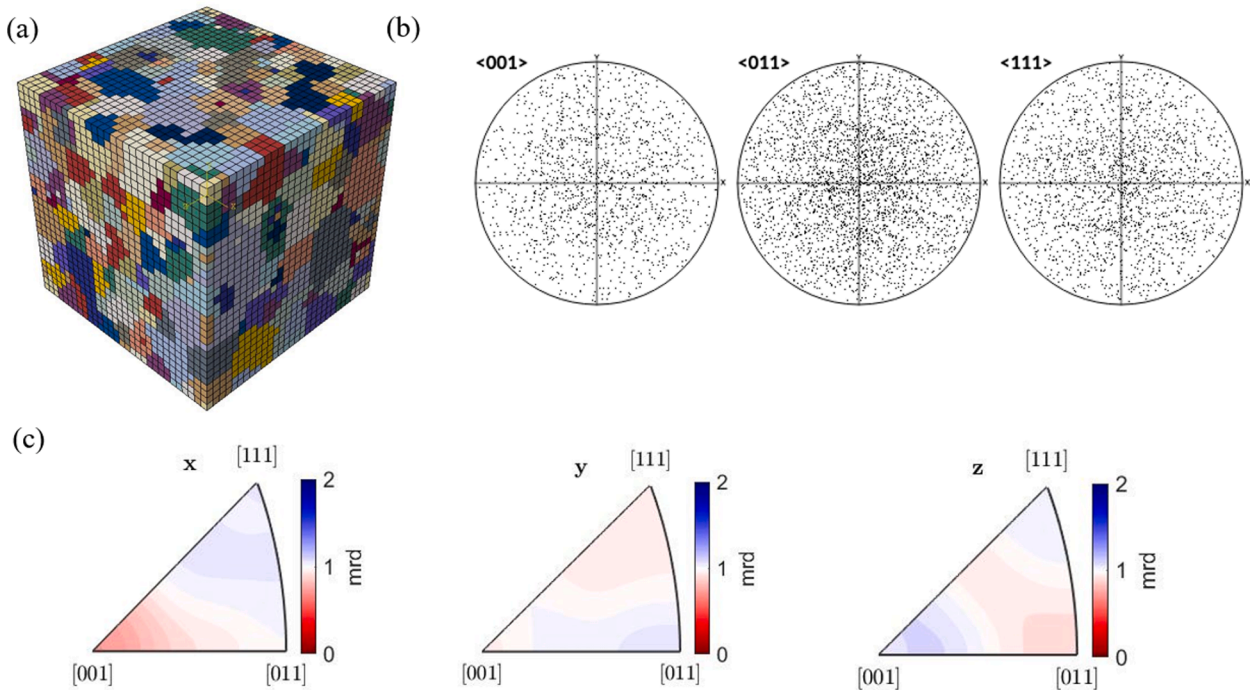 (a)
(b)
<001>
Y
X
<011>
Y
X
<111>
Y
X
(c)
x
[111]
2
1
0
mrd
[001]
[011]
y
[111]
2
1
0
mrd
[001]
[011]
z
[111]
2
1
0
mrd
[001]
[011]